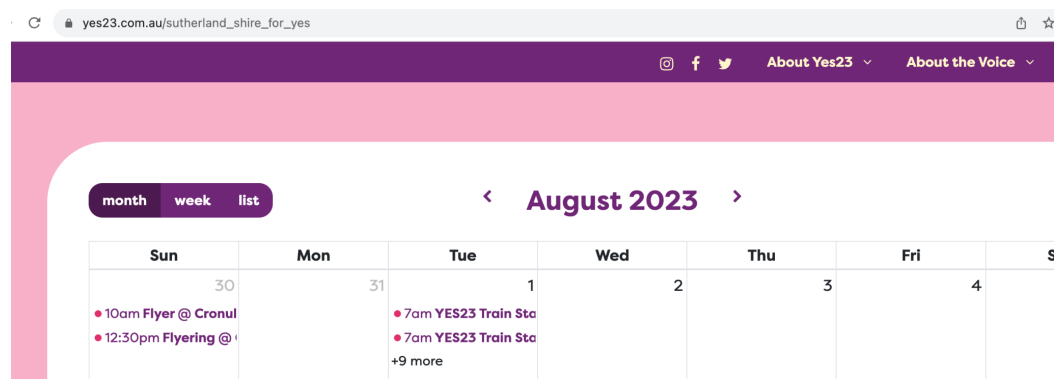 yes23.com.au/sutherland_shire_for_yes
About Yes23 About the Voice
month week list August 2023
Sun Mon Tue Wed Thu Fri S
30 31 1 2 3 4
10am Flyer @ Cronul 7am YES23 Train Sta
12:30pm Flyering @ 7am YES23 Train Sta
+9 more